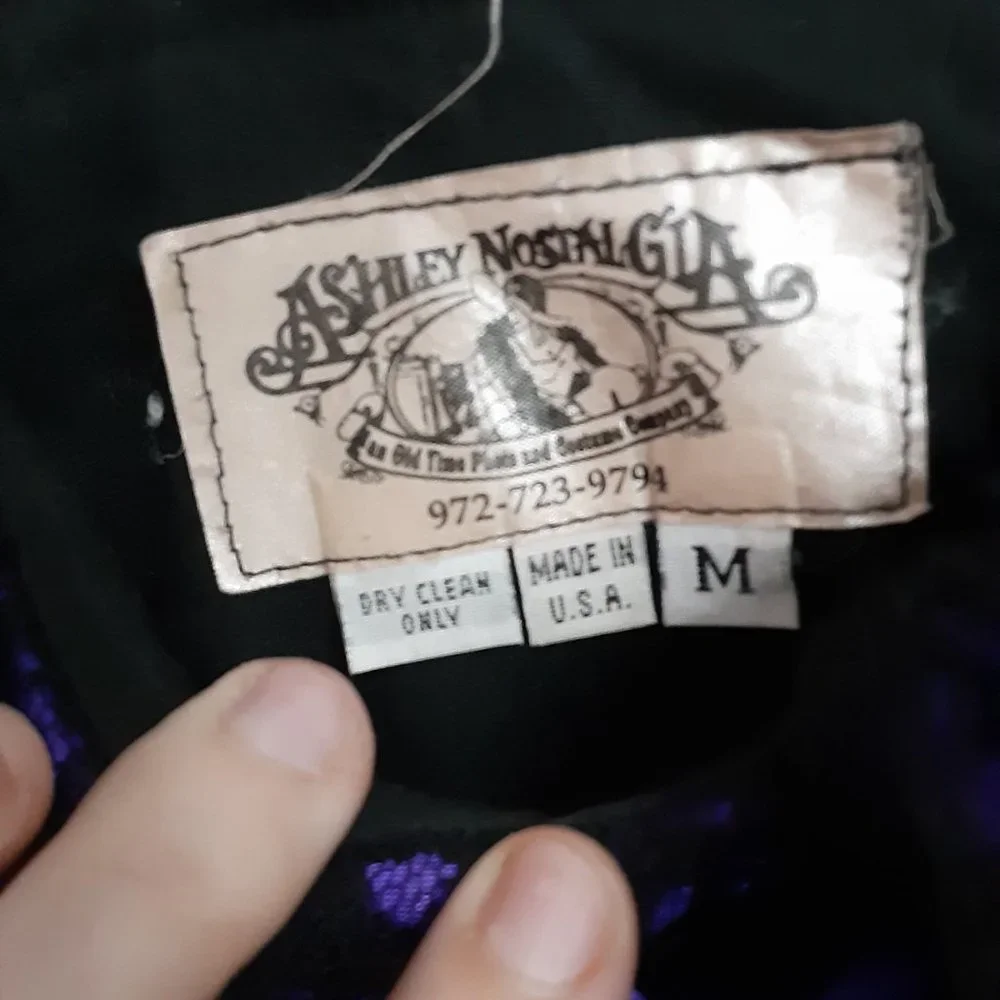 ASHLEY NOSTALGIA
an Old Time Photo and Costume Company
972-723-9794
DRY CLEAN
ONLY
MADE IN
U.S.A.
M